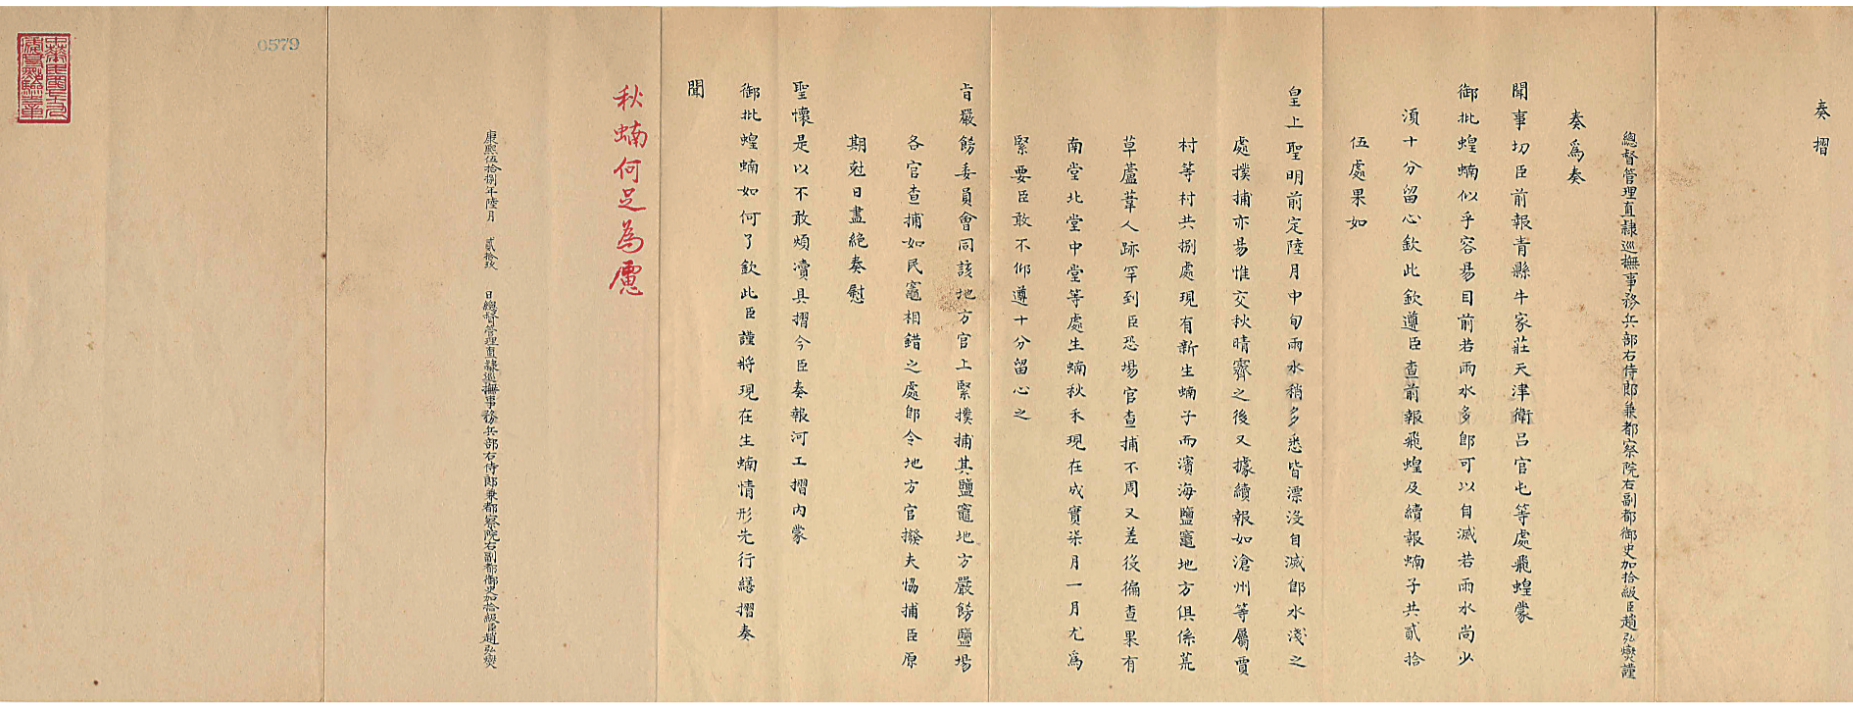 奏摺
總督管理直隸巡撫事務兵部右侍郎兼都察院右副都御史加拾級臣趙弘燮謹
奏為奏
聞事切臣前報青縣牛家莊天津衛呂官屯等處飛蝗蒙
御批蝗蝻似乎容易目前若雨水多即可以自滅若雨水尚少
須十分留心欽此欽遵臣查前報飛蝗及續報蝻子共貳拾
伍處果如
皇上聖明前定陸月中旬雨水稍多悉皆漂沒自滅即水淺之
處撲捕亦易惟交秋晴霽之後又據續報如滄州等屬賈
村等村共捌處現有新生蝻子而濱海鹽竈地方俱係荒
草蘆葦人跡罕到臣恐場官查捕不周又差役徧查果有
南堂北堂中堂等處生蝻秋禾現在成實柒月一月尤為
緊要臣敢不仰遵十分留心之
旨嚴飭委員會同該地方官上緊撲捕其鹽竈地方嚴飭鹽場
各官查捕如民竈相錯之處即令地方官撥夫協捕臣原
期尅日盡絶奏慰
聖懷是以不敢煩瀆具摺今臣奏報河工摺內蒙
御批蝗蝻如何了欽此臣謹將現在生蝻情形先行繕摺奏
聞
秋蝻何足為慮
康熙伍拾捌年陸月 貳拾玖 日總督管理直隸巡撫事務兵部右侍郎兼都察院右副都御史加拾級臣趙弘燮
0579